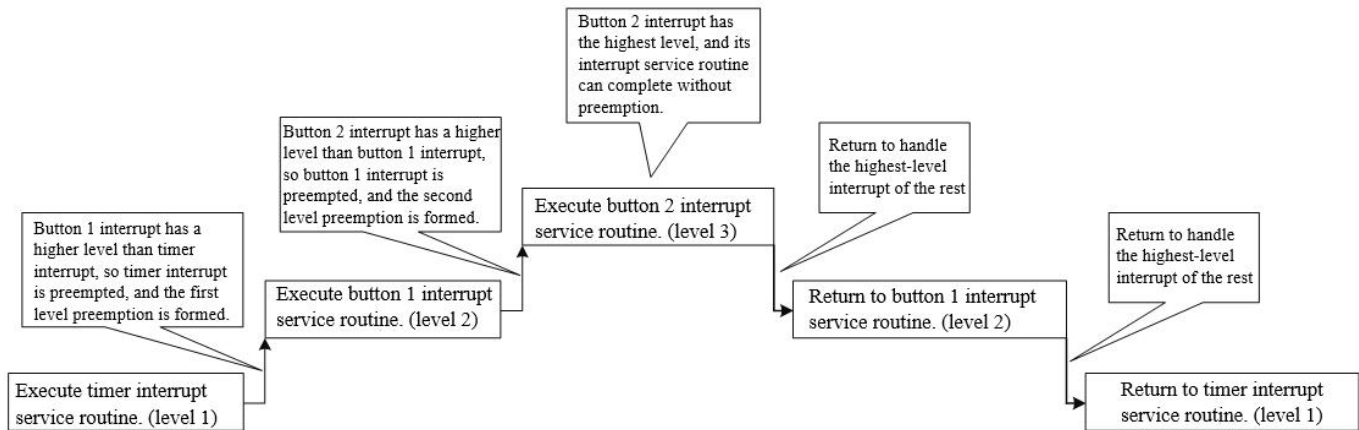 Button 2 interrupt has
the highest level, and its
interrupt service routine
can complete without
preemption.
Button 2 interrupt has a higher
level than button 1 interrupt,
so button 1 interrupt is
preempted, and the second
level preemption is formed.
Return to handle
the highest-level
interrupt of the rest
Button 1 interrupt has a
higher level than timer
interrupt, so timer interrupt
is preempted, and the first
level preemption is formed.
Execute button 2 interrupt
service routine. (level 3)
Return to handle
the highest-level
interrupt of the rest
Execute button 1 interrupt
service routine. (level 2)
Return to button 1 interrupt
service routine. (level 2)
Execute timer interrupt
service routine. (level 1)
Return to timer interrupt
service routine. (level 1)